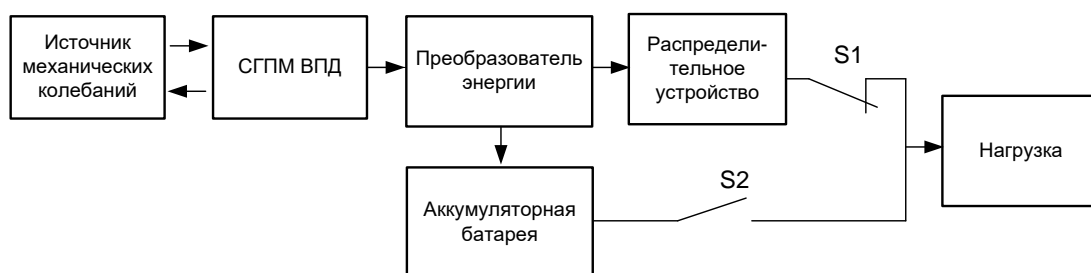 Источник
механических
колебаний
СГПМ ВПД
Преобразователь
энергии
Распредели-
тельное
устройство
S1
Нагрузка
S2
Аккумуляторная
батарея